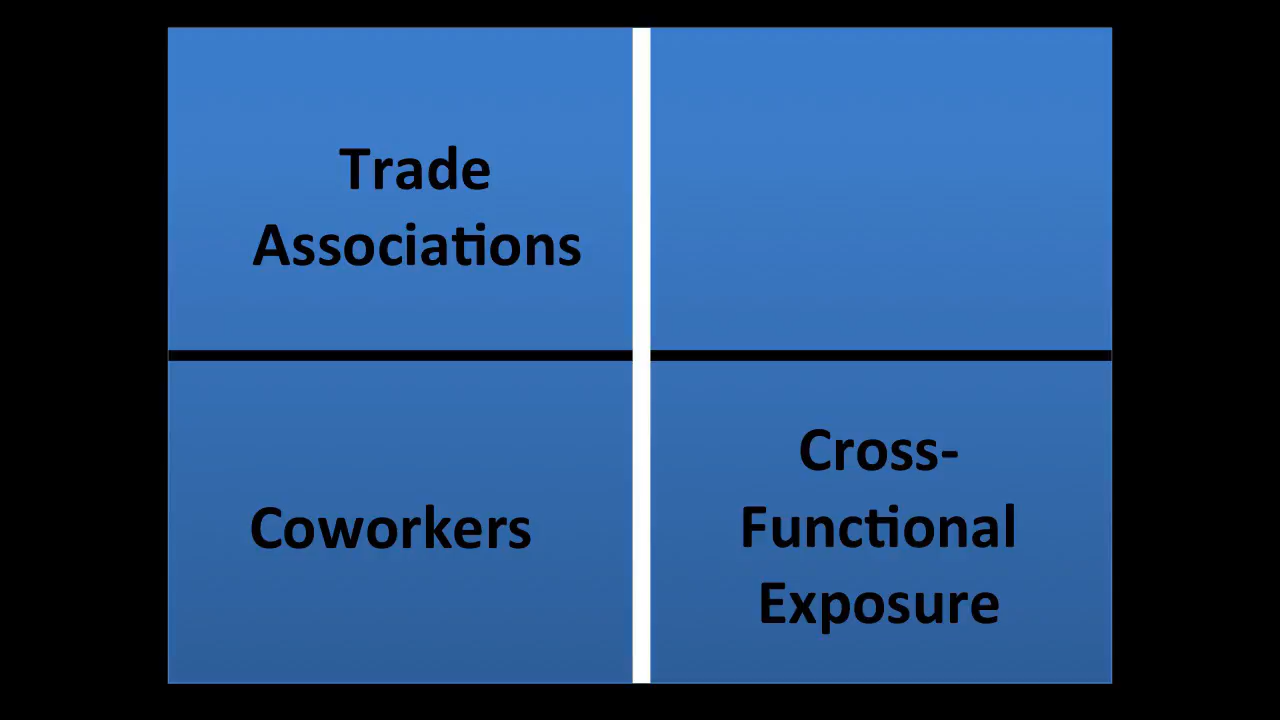 Trade
Associations
Coworkers
Cross-
Functional
Exposure